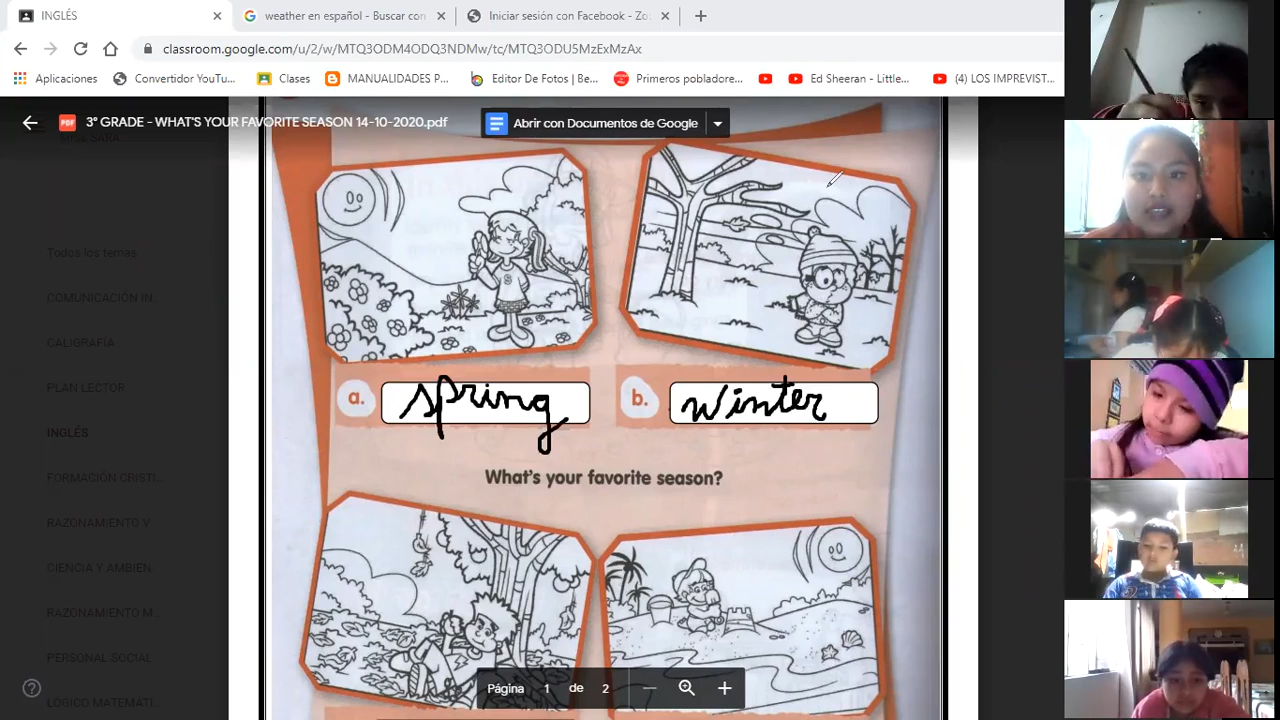 INGLÉS
weather en español - Buscar con
Iniciar sesión con Facebook - Zo
classroom.google.com/u/2/w/MTQ3ODM4ODQ3NDMw/tc/MTQ3ODU5MzExMzAx
Aplicaciones
Convertidor YouTu...
Clases
MANUALIDADES P...
Editor De Fotos | Be...
Primeros pobladore...
Ed Sheeran - Little...
(4) LOS IMPREVIST...
3° GRADE - WHAT'S YOUR FAVORITE SEASON 14-10-2020.pdf
Abrir con Documentos de Google
Todos los temas
COMUNICACIÓN IN...
CALIGRAFÍA
PLAN LECTOR
INGLÉS
FORMACIÓN CRISTI...
RAZONAMIENTO V
CIENCIA Y AMBIEN
RAZONAMIENTO M...
PERSONAL SOCIAL
LÓGICO MATEMÁTI...
a. spring
b. winter
What's your favorite season?
Página 1 de 2